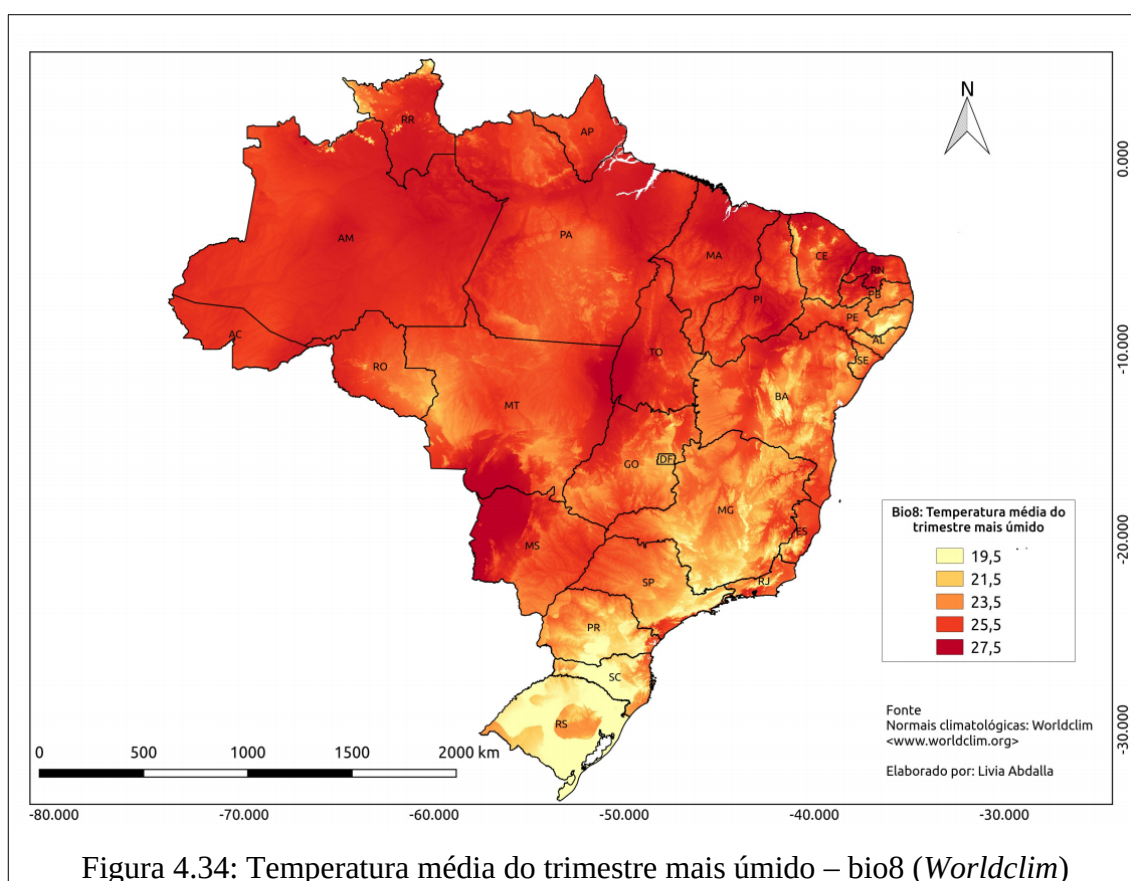 N
RR
AP
AM
PA
MA
CE
RN
PB
PI
PE
AL
SE
AC
RO
TO
BA
MT
GO
DF
MG
ES
MS
SP
RJ
PR
SC
RS
0.000
-10.000
-20.000
-30.000
Bio8: Temperatura média do
trimestre mais úmido
19,5
21,5
23,5
25,5
27,5
Fonte
Normais climatológicas: Worldclim
<www.worldclim.org>
Elaborado por: Livia Abdalla
0 500 1000 1500 2000 km
-80.000 -70.000 -60.000 -50.000 -40.000 -30.000
Figura 4.34: Temperatura média do trimestre mais úmido – bio8 (Worldclim)